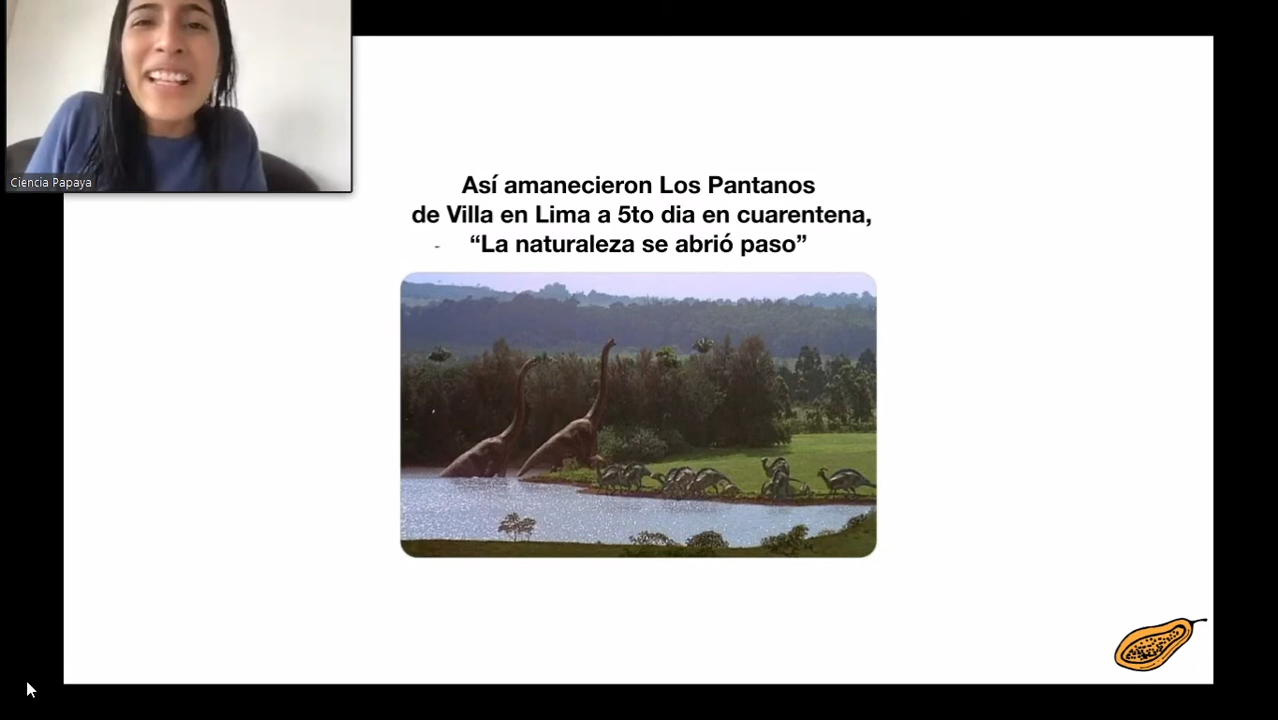 Ciencia Papaya
Así amanecieron Los Pantanos
de Villa en Lima a 5to dia en cuarentena,
“La naturaleza se abrió paso”